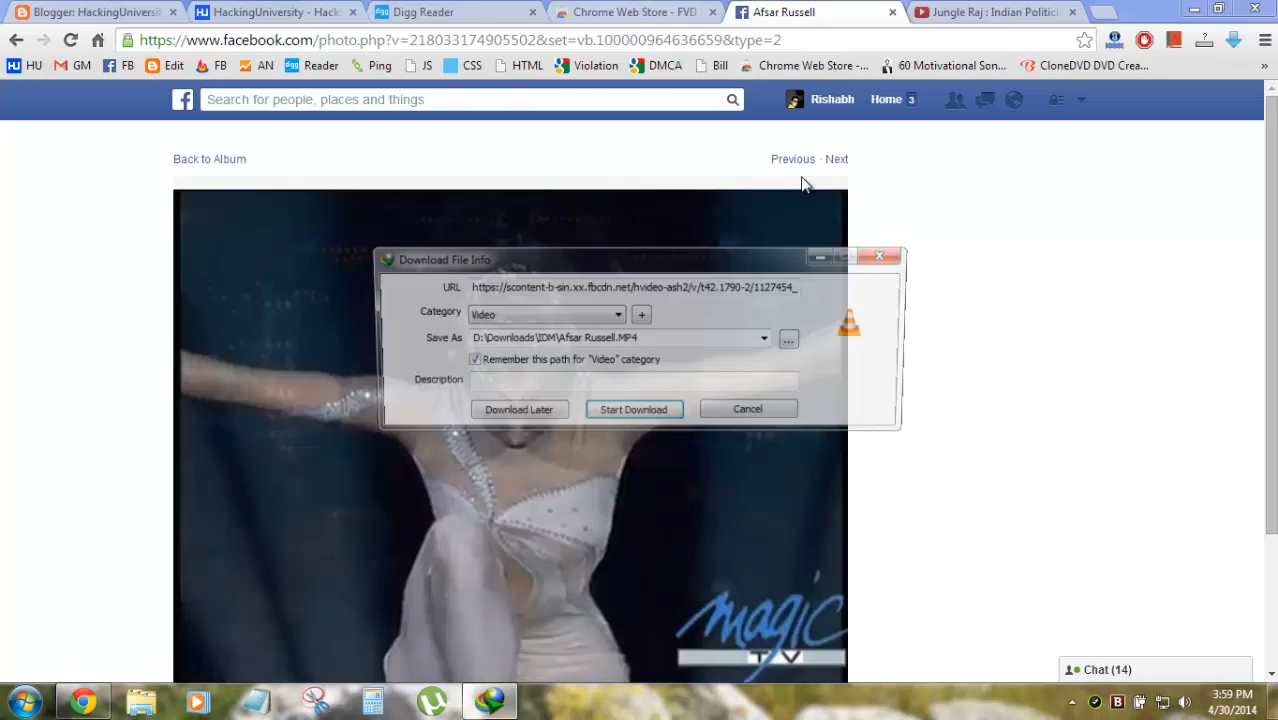 Blogger: HackingUniversit
HackingUniversity - Hack
Digg Reader
Chrome Web Store - FVD
Afsar Russell
Jungle Raj : Indian Politici
https://www.facebook.com/photo.php?v=218033174905502&set=vb.100000964636659&type=2
HU GM FB Edit FB AN Reader Ping JS CSS HTML Violation DMCA Bill Chrome Web Store -... 60 Motivational Son... CloneDVD DVD Crea... »
Search for people, places and things
Rishabh Home 3
Back to Album
Previous · Next
Download File Info
URL https://scontent-b-sin.xx.fbcdn.net/hvideo-ash2/v/t42.1790-2/1127454_
Category Video +
Save As D:\Downloads\IDM\Afsar Russell.MP4 ...
Remember this path for "Video" category
Description
Download Later Start Download Cancel
magic
TV
Chat (14)
3:59 PM
4/30/2014